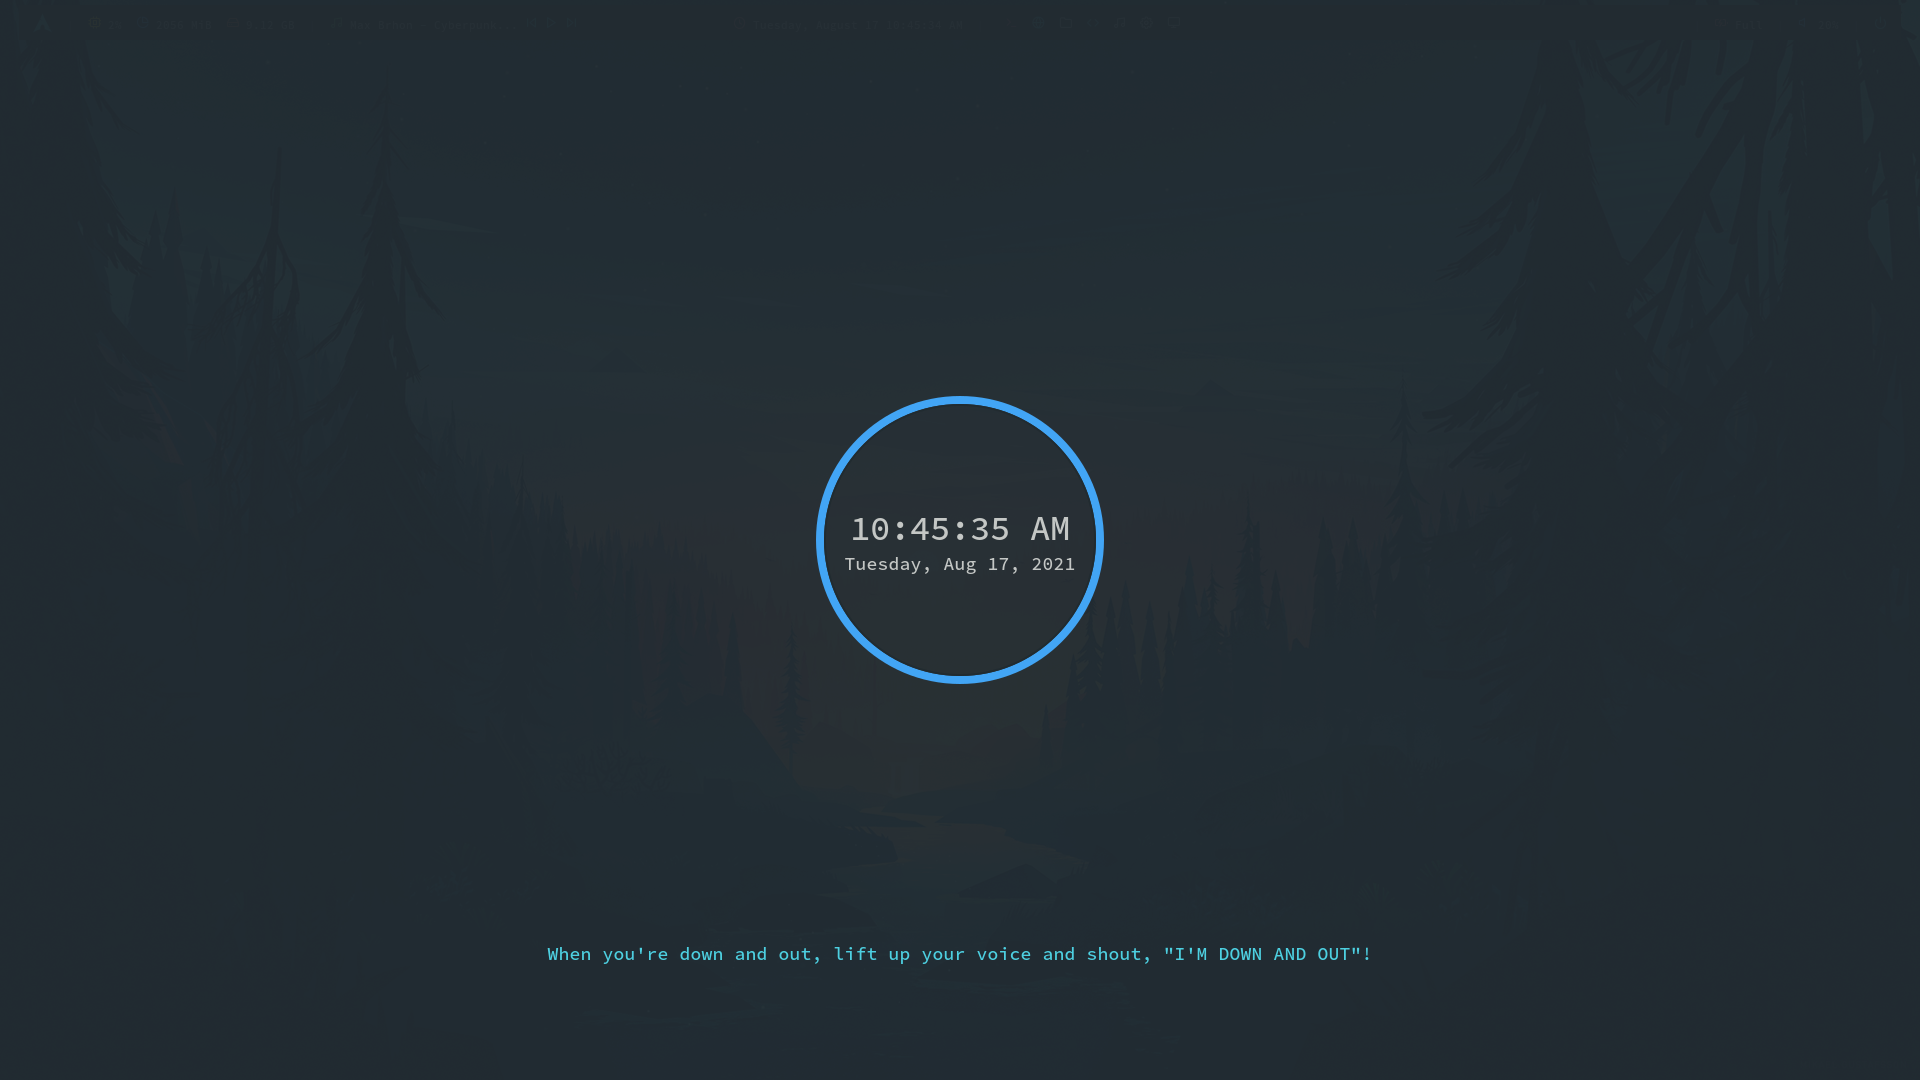 10:45:35 AM
Tuesday, Aug 17, 2021
When you're down and out, lift up your voice and shout, "I'M DOWN AND OUT"!